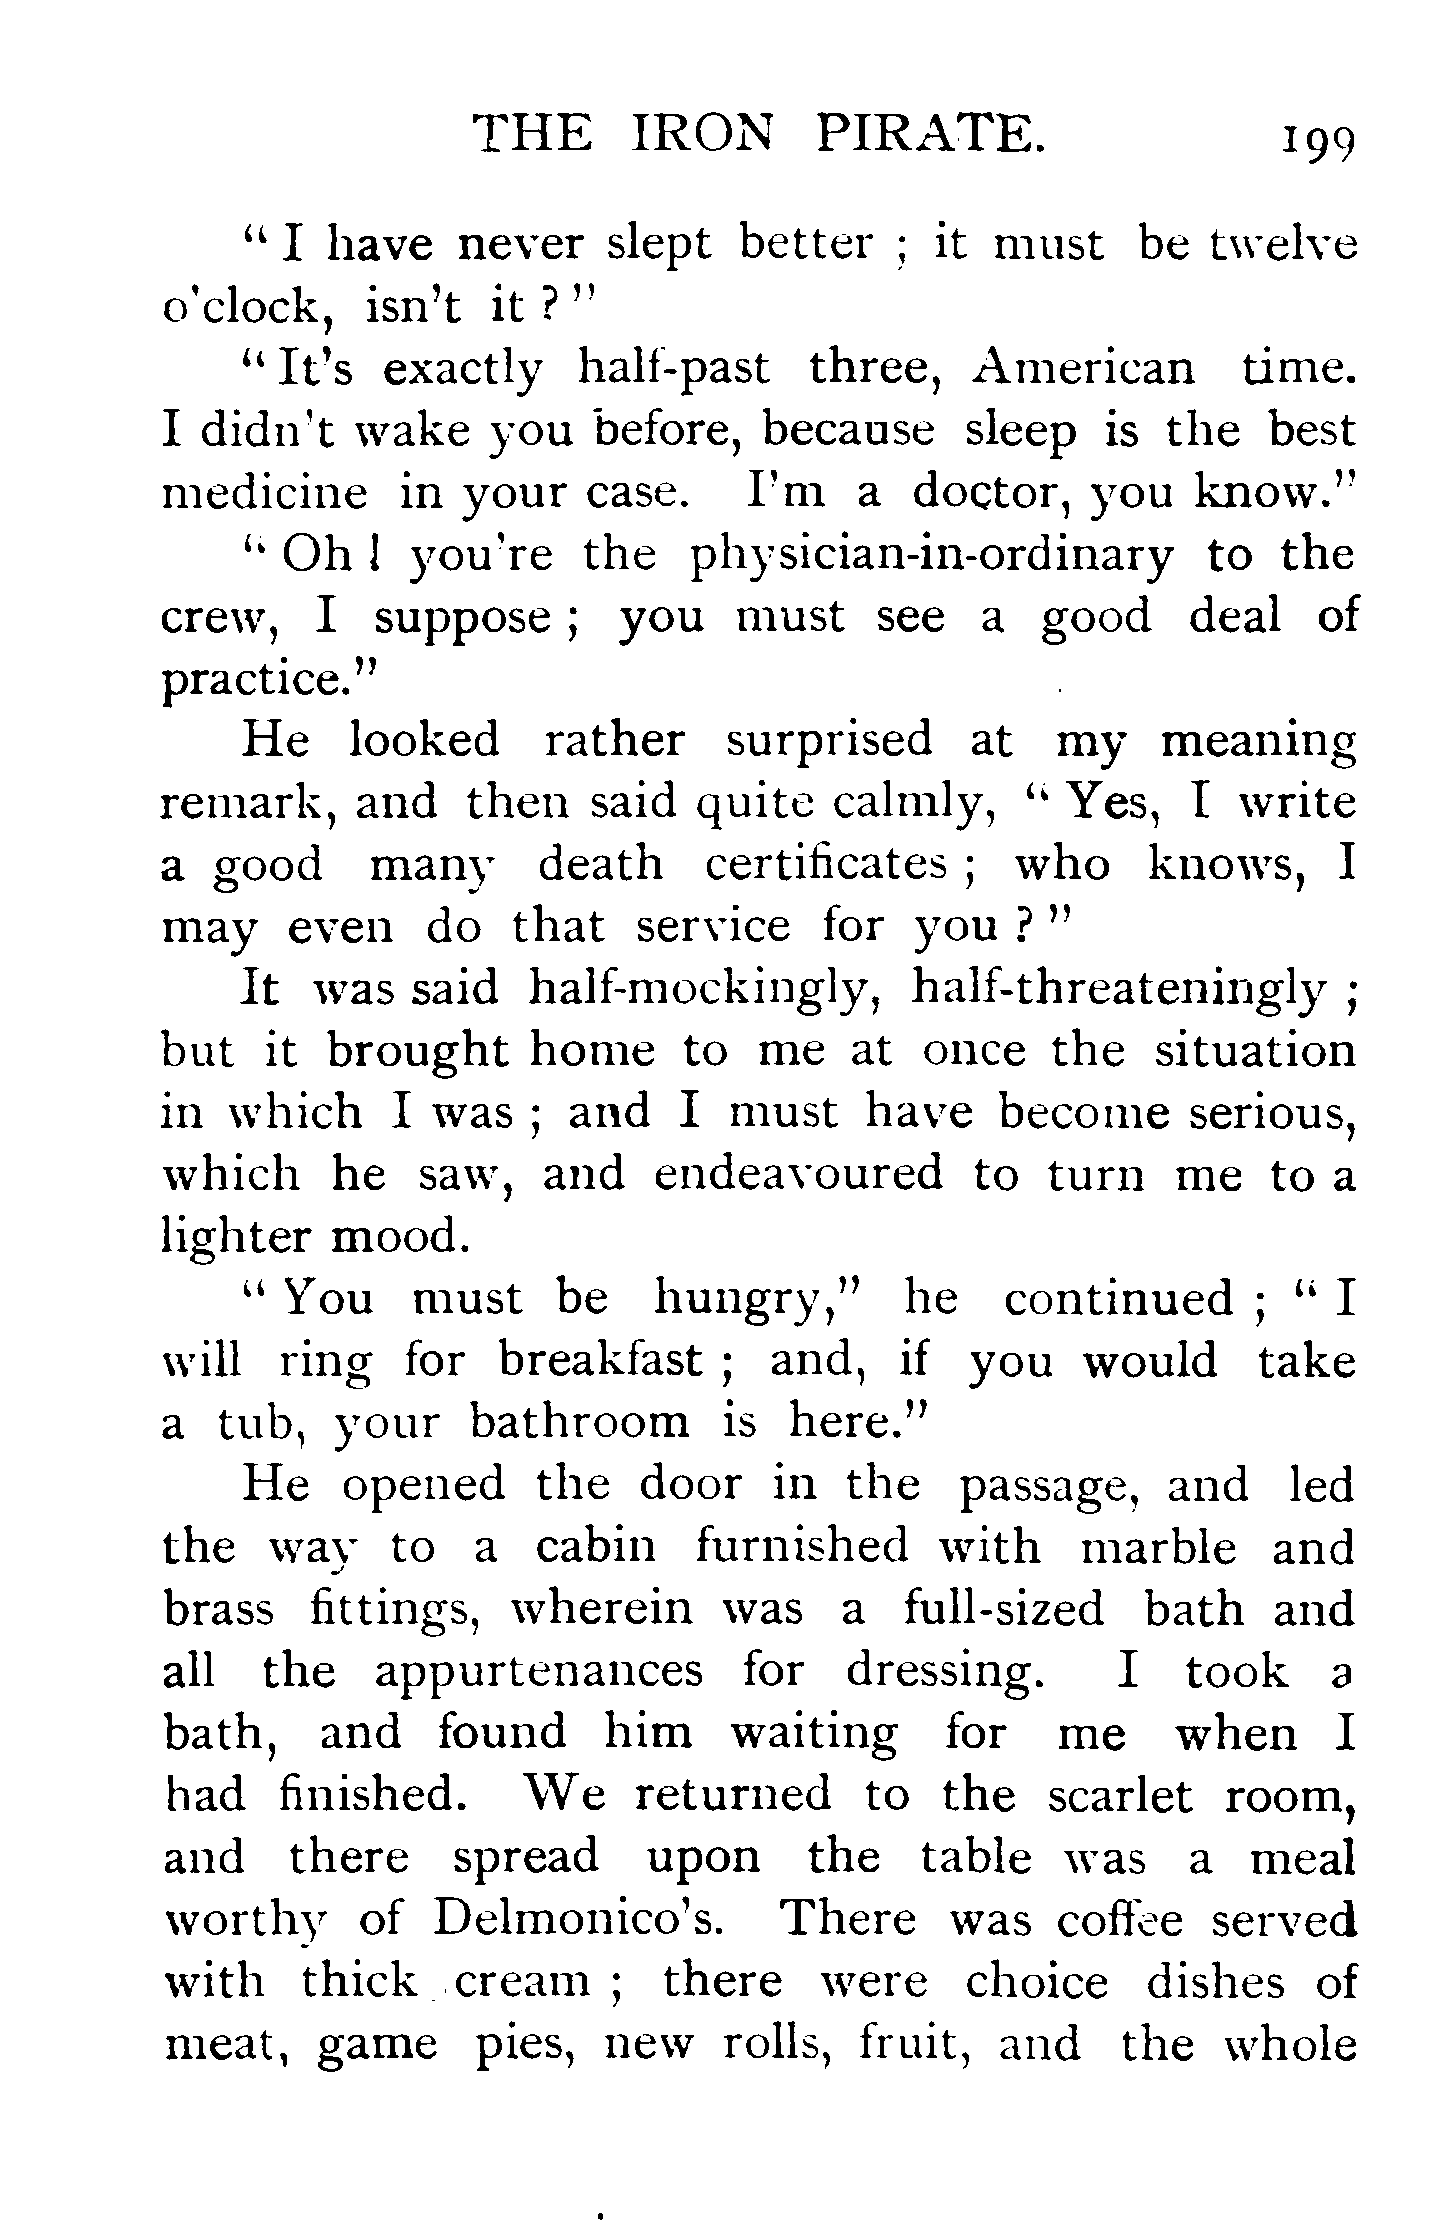 THE IRON PIRATE. 199
“ I have never slept better ; it must be twelve
o'clock, isn't it ? ”
“ It's exactly half-past three, American time.
I didn't wake you before, because sleep is the best
medicine in your case. I'm a doctor, you know.”
“ Oh ! you're the physician-in-ordinary to the
crew, I suppose ; you must see a good deal of
practice.”
He looked rather surprised at my meaning
remark, and then said quite calmly, “ Yes, I write
a good many death certificates ; who knows, I
may even do that service for you ? ”
It was said half-mockingly, half-threateningly ;
but it brought home to me at once the situation
in which I was ; and I must have become serious,
which he saw, and endeavoured to turn me to a
lighter mood.
“ You must be hungry,” he continued ; “ I
will ring for breakfast ; and, if you would take
a tub, your bathroom is here.”
He opened the door in the passage, and led
the way to a cabin furnished with marble and
brass fittings, wherein was a full-sized bath and
all the appurtenances for dressing. I took a
bath, and found him waiting for me when I
had finished. We returned to the scarlet room,
and there spread upon the table was a meal
worthy of Delmonico's. There was coffee served
with thick cream ; there were choice dishes of
meat, game pies, new rolls, fruit, and the whole